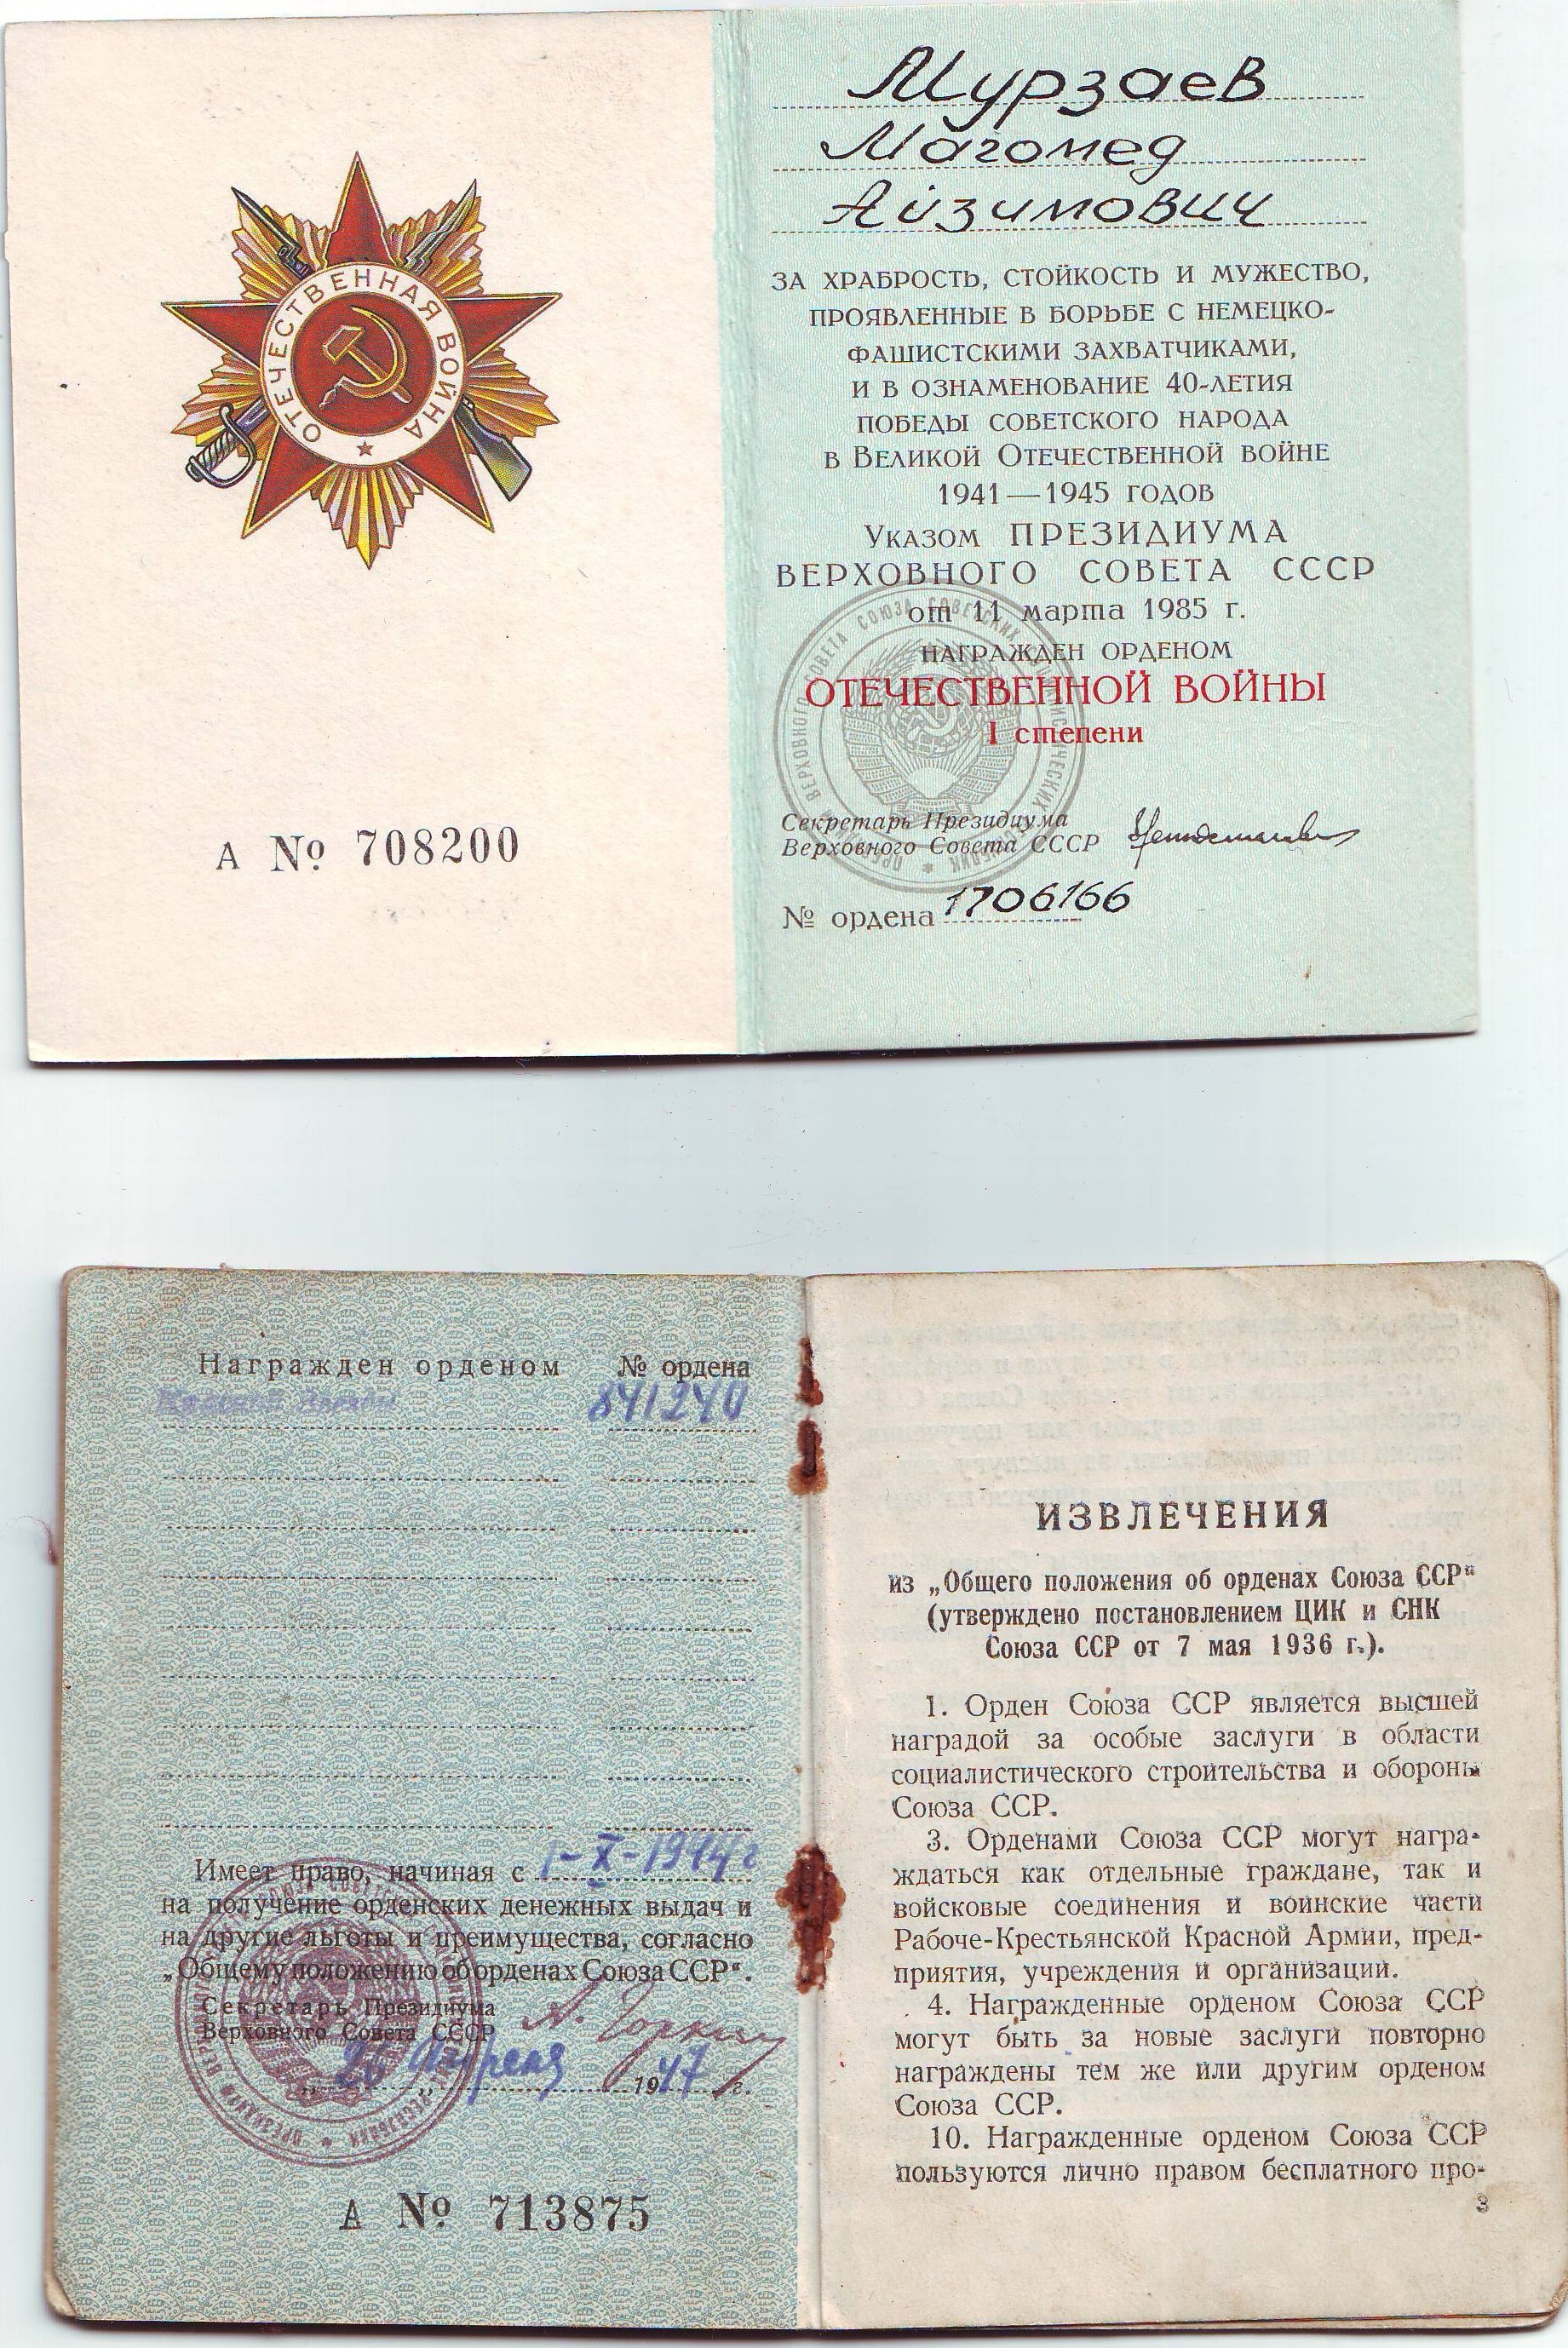 ОТЕЧЕСТВЕННАЯ ВОЙНА
А № 708200
Мурзаев
Магомед
Айзимович
ЗА ХРАБРОСТЬ, СТОЙКОСТЬ И МУЖЕСТВО,
ПРОЯВЛЕННЫЕ В БОРЬБЕ С НЕМЕЦКО-
ФАШИСТСКИМИ ЗАХВАТЧИКАМИ,
И В ОЗНАМЕНОВАНИЕ 40-ЛЕТИЯ
ПОБЕДЫ СОВЕТСКОГО НАРОДА
В ВЕЛИКОЙ ОТЕЧЕСТВЕННОЙ ВОЙНЕ
1941—1945 ГОДОВ
УКАЗОМ ПРЕЗИДИУМА
ВЕРХОВНОГО СОВЕТА СССР
от 11 марта 1985 г.
НАГРАЖДЕН ОРДЕНОМ
ОТЕЧЕСТВЕННОЙ ВОЙНЫ
I степени
Секретарь Президиума
Верховного Совета СССР
№ ордена 1706166
Награжден орденом № ордена
Красной Звезды 841240
Имеет право, начиная с 1-X-1944г
на получение орденских денежных выдач и
на другие льготы и преимущества, согласно
„Общему положению об орденах Союза ССР“.
Секретарь Президиума
Верховного Совета СССР А. Горкин
„26„ апреля 1947 г.
А № 713875
ИЗВЛЕЧЕНИЯ
из „Общего положения об орденах Союза ССР“
(утверждено постановлением ЦИК и СНК
Союза ССР от 7 мая 1936 г.).
1. Орден Союза ССР является высшей
наградой за особые заслуги в области
социалистического строительства и обороны
Союза ССР.
3. Орденами Союза ССР могут награ-
ждаться как отдельные граждане, так и
войсковые соединения и воинские части
Рабоче-Крестьянской Красной Армии, пред-
приятия, учреждения и организации.
4. Награжденные орденом Союза ССР
могут быть за новые заслуги повторно
награждены тем же или другим орденом
Союза ССР.
10. Награжденные орденом Союза ССР
пользуются лично правом бесплатного про-
3